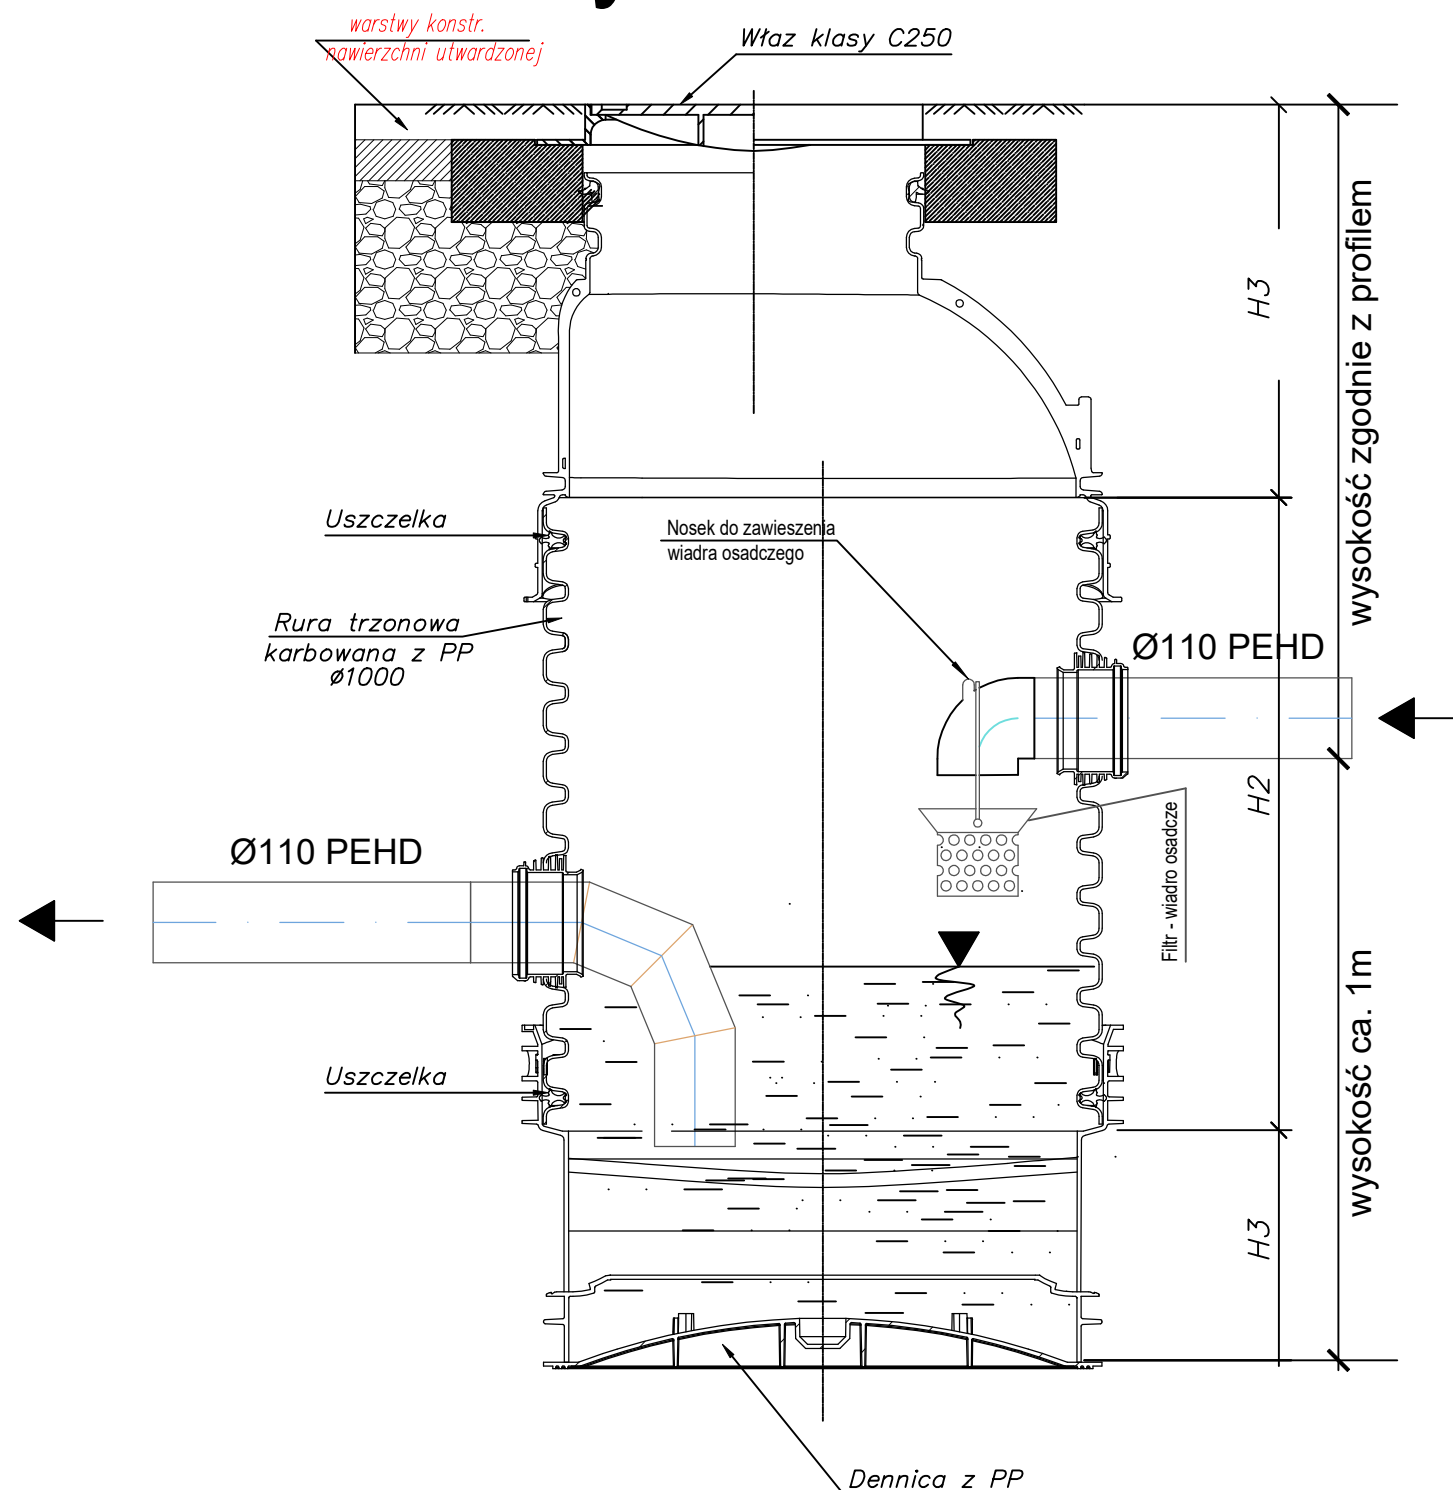 warstwy konstr.
nawierzchni utwardzonej
Właz klasy C250
H3
wysokość zgodnie z profilem
Uszczelka
Nosek do zawieszenia
wiadra osadczego
Rura trzonowa
karbowana z PP
ø1000
Ø110 PEHD
H2
Filtr - wiadro osadcze
Ø110 PEHD
wysokość ca. 1m
Uszczelka
H3
Dennica z PP